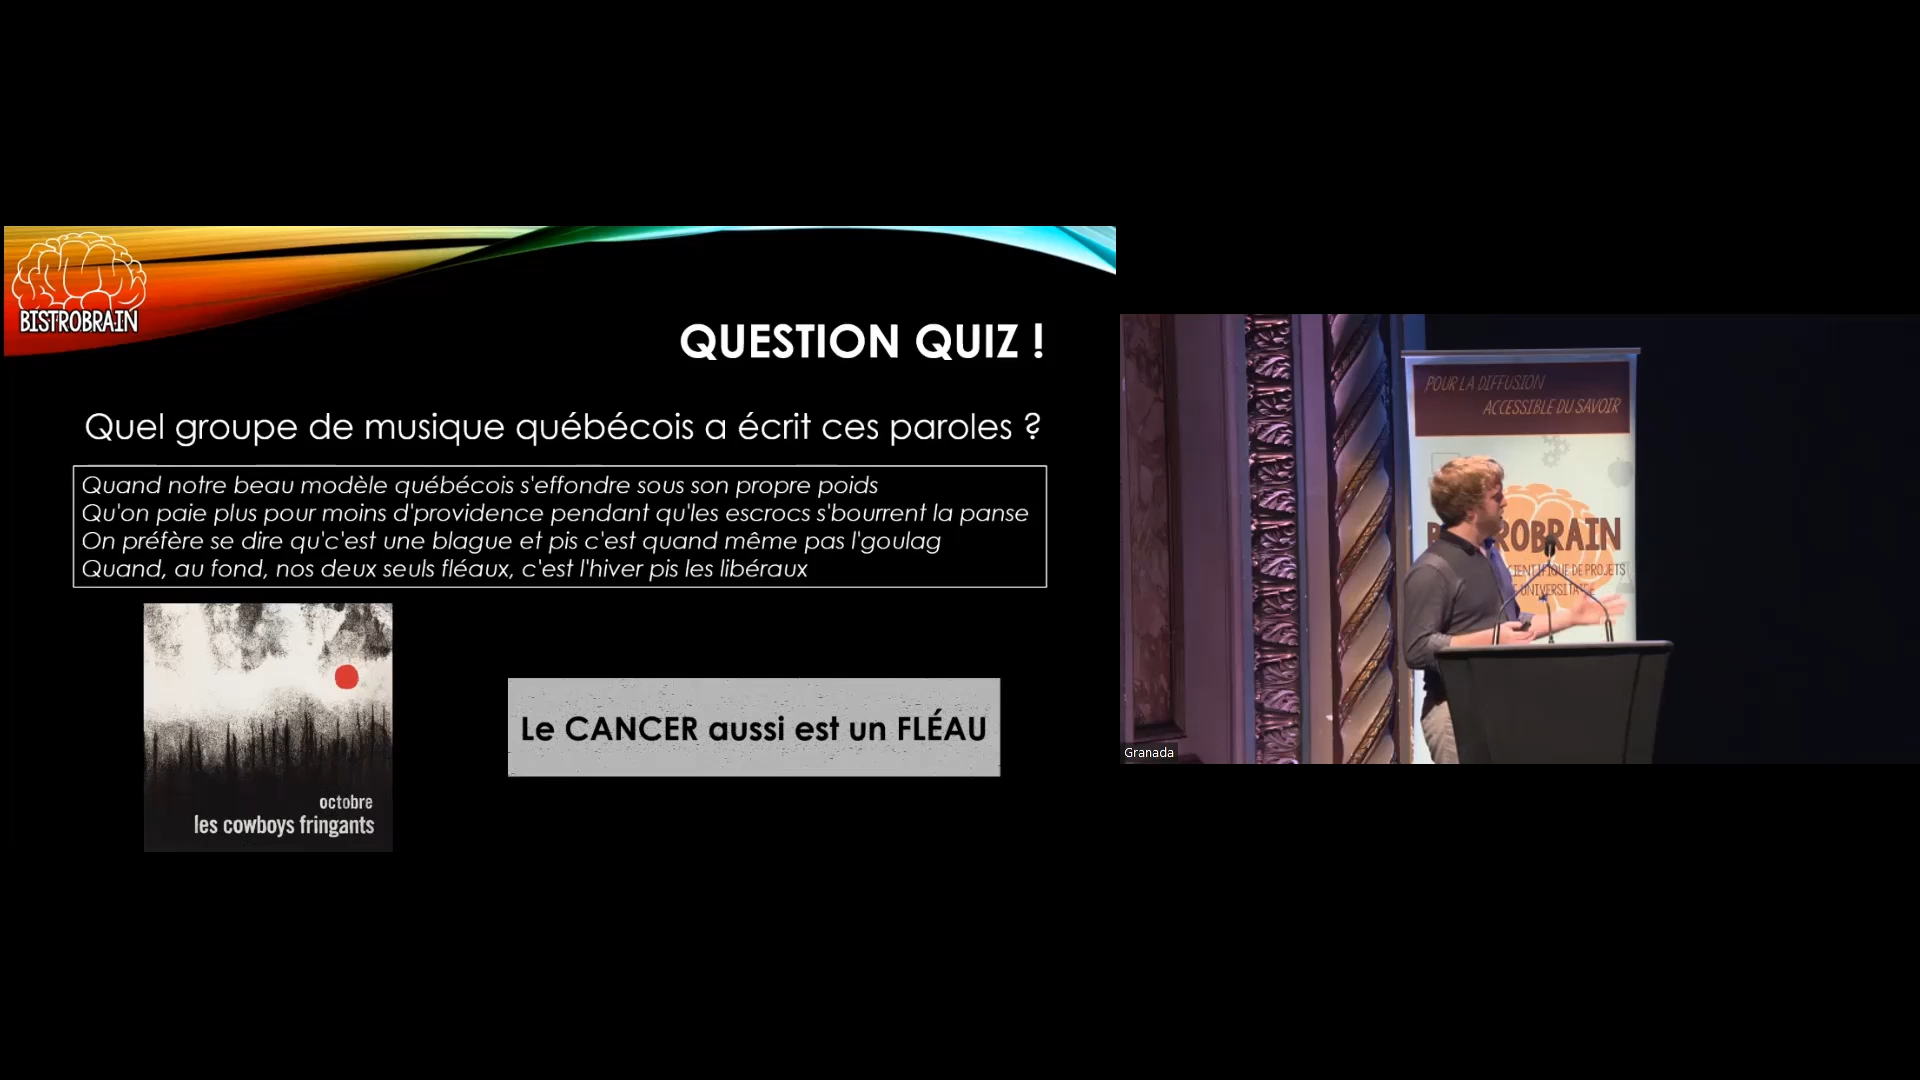 BISTROBRAIN
QUESTION QUIZ !
Quel groupe de musique québécois a écrit ces paroles ?
Quand notre beau modèle québécois s'effondre sous son propre poids
Qu'on paie plus pour moins d'providence pendant qu'les escrocs s'bourrent la panse
On préfère se dire qu'c'est une blague et pis c'est quand même pas l'goulag
Quand, au fond, nos deux seuls fléaux, c'est l'hiver pis les libéraux
octobre
les cowboys fringants
Le CANCER aussi est un FLÉAU
POUR LA DIFFUSION
ACCESSIBLE DU SAVOIR
ROBRAIN
DE PROJETS
Granada